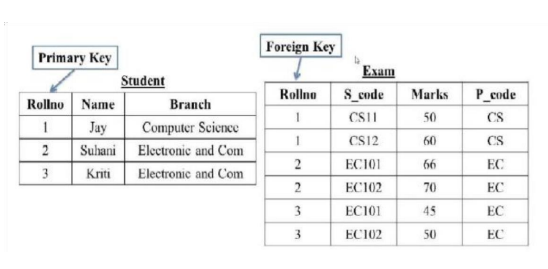 Primary Key
Student
Rollno Name Branch
1 Jay Computer Science
2 Suhani Electronic and Com
3 Kriti Electronic and Com
Foreign Key
Exam
Rollno S_code Marks P_code
1 CS11 50 CS
1 CS12 60 CS
2 EC101 66 EC
2 EC102 70 EC
3 EC101 45 EC
3 EC102 50 EC